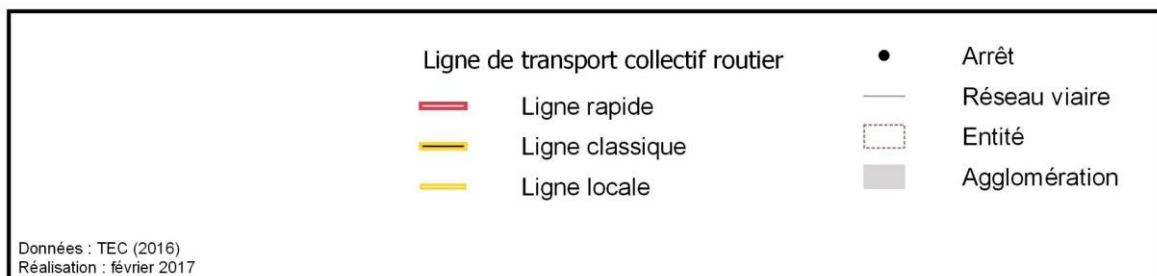 Ligne de transport collectif routier
Ligne rapide
Ligne classique
Ligne locale
Arrêt
Réseau viaire
Entité
Agglomération
Données : TEC (2016)
Réalisation : février 2017